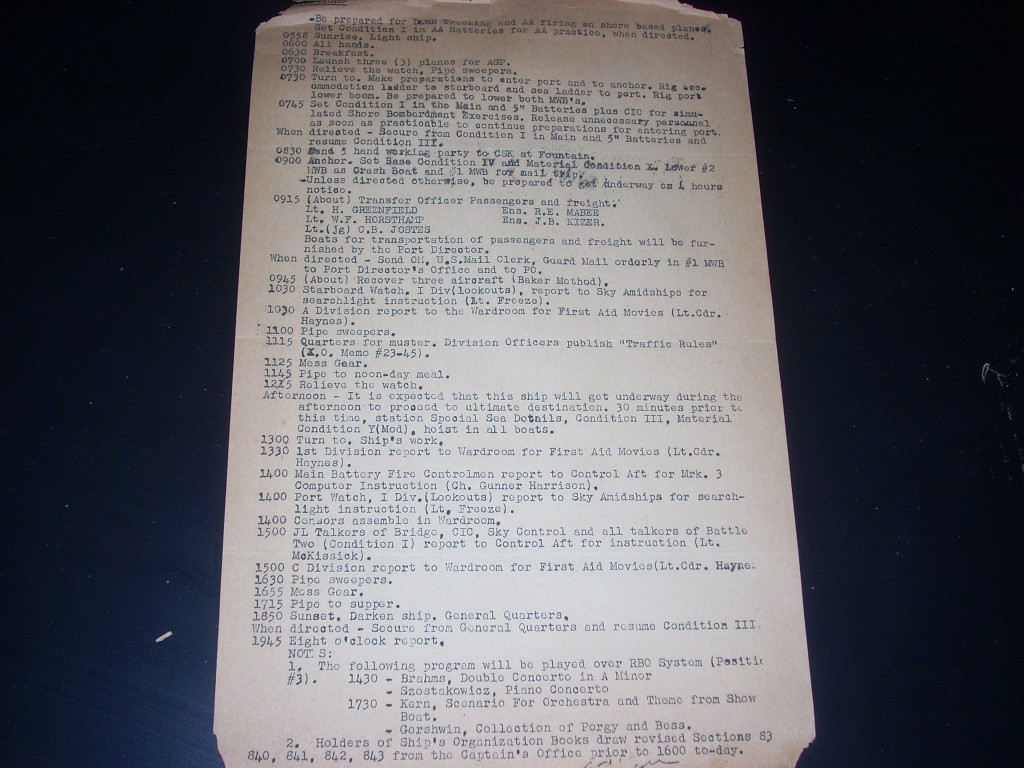 -Be prepared for Dawn Tracking and AA firing on shore based planes.
Set Condition I in AA Batteries for AA practice, when directed.
0558 Sunrise. Light ship.
0600 All hands.
0630 Breakfast.
0700 Launch three (3) planes for ASP.
0730 Relieve the watch, Pipe sweepers.
0730 Turn to. Make preparations to enter port and to anchor. Rig acc-
ommodation ladder to starboard and sea ladder to port. Rig port
lower boom. Be prepared to lower both MWB's.
0745 Set Condition I in the Main and 5" Batteries plus CIC for simu-
lated Shore Bombardment Exercises. Release unnecessary personnel
as soon as practicable to continue preparations for entering port.
When directed - Secure from Condition I in Main and 5" Batteries and
resume Condition III.
0830 Send 5 hand working party to CSK at Fountain.
0900 Anchor. Set Base Condition IV and Material Condition X. Lower #2
MWB as Crash Boat and #1 MWB for mail trip.
-Unless directed otherwise, be prepared to get underway on 4 hours
notice.
0915 (About) Transfer Officer Passengers and freight:
Lt. H. GREENFIELD Ens. R.E. MABEE
Lt. W.F. HORSTHAMP Ens. J.B. KIZER.
Lt.(jg) C.B. JOSTES
Boats for transportation of passengers and freight will be fur-
nished by the Port Director.
When directed - Send OM, U.S.Mail Clerk, Guard Mail orderly in #1 MWB
to Port Director's Office and to PO.
0945 (About) Recover three aircraft (Baker Method).
1030 Starboard Watch, I Div(lookouts), report to Sky Amidships for
searchlight instruction (Lt. Freeze).
1030 A Division report to the Wardroom for First Aid Movies (Lt.Cdr.
Haynes).
1100 Pipe sweepers.
1115 Quarters for muster. Division Officers publish "Traffic Rules"
(X.O. Memo #23-45).
1125 Mess Gear.
1145 Pipe to noon-day meal.
1215 Relieve the watch.
Afternoon - It is expected that this ship will get underway during the
afternoon to proceed to ultimate destination. 30 minutes prior to
this time, station Special Sea Details, Condition III, Material
Condition Y(Mod), hoist in all boats.
1300 Turn to. Ship's work.
1330 1st Division report to Wardroom for First Aid Movies (Lt.Cdr.
Haynes).
1400 Main Battery Fire Controlmen report to Control Aft for Mrk. 3
Computer Instruction (Ch. Gunner Harrison).
1400 Port Watch, I Div.(Lookouts) report to Sky Amidships for search-
light instruction (Lt. Freeze).
1400 Censors assemble in Wardroom.
1500 JL Talkers of Bridge, CIC, Sky Control and all talkers of Battle
Two (Condition I) report to Control Aft for instruction (Lt.
McKissick).
1500 C Division report to Wardroom for First Aid Movies(Lt.Cdr. Haynes
1630 Pipe sweepers.
1655 Mess Gear.
1715 Pipe to supper.
1850 Sunset. Darken ship. General Quarters.
When directed - Secure from General Quarters and resume Condition III
1945 Eight o'clock report.
NOTES:
1. The following program will be played over RBO System (Positi
#3). 1430 - Brahms, Double Concerto in A Minor
- Szostakowicz, Piano Concerto
1730 - Kern, Scenario For Orchestra and Theme from Show
Boat.
- Gershwin, Collection of Porgy and Bess.
2. Holders of Ship's Organization Books draw revised Sections 83
840, 841, 842, 843 from the Captain's Office prior to 1600 to-day.